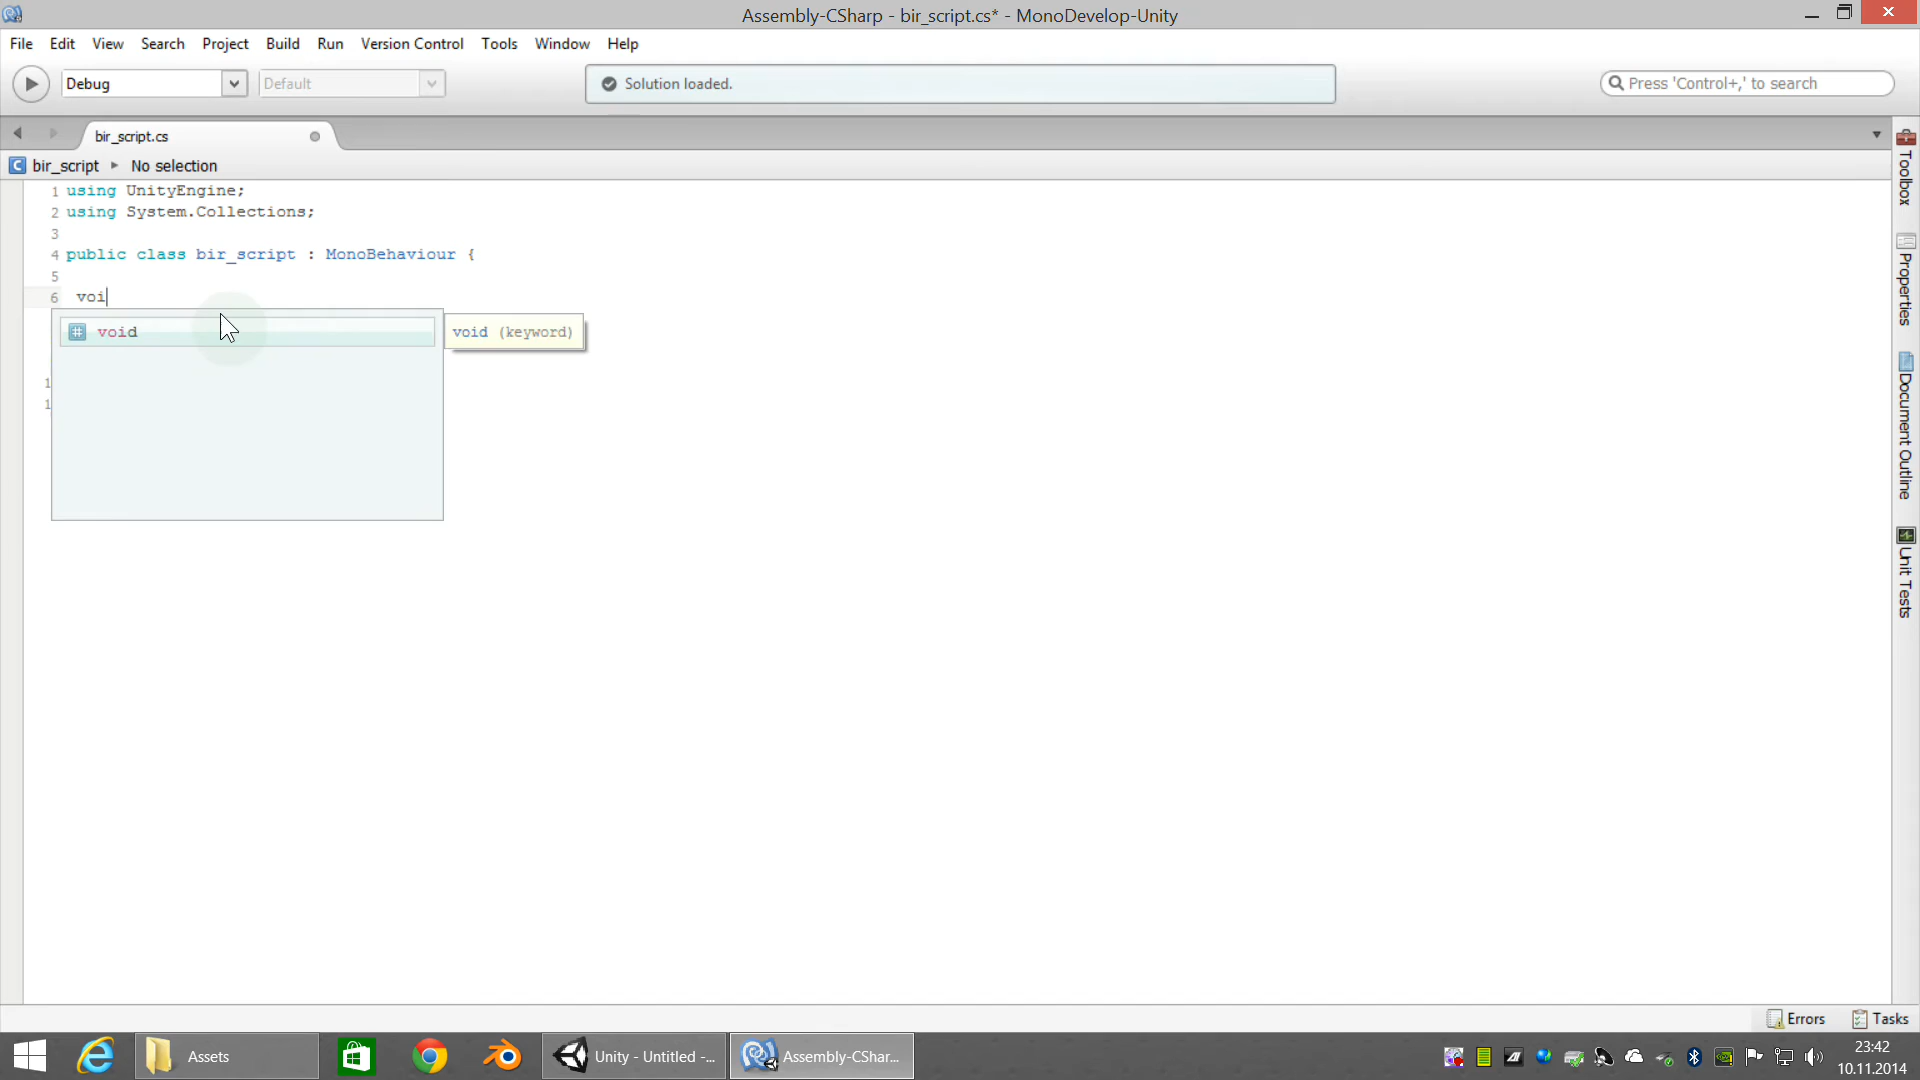 Assembly-CSharp - bir_script.cs* - MonoDevelop-Unity
File Edit View Search Project Build Run Version Control Tools Window Help
Debug Default Solution loaded. Press 'Control+,' to search
bir_script.cs
bir_script No selection
1 using UnityEngine;
2 using System.Collections;
3
4 public class bir_script : MonoBehaviour {
5
6 voi
void void (keyword)
1
1
Toolbox
Properties
Document Outline
Unit Tests
Errors Tasks
Assets Unity - Untitled -... Assembly-CShar...
23:42
10.11.2014